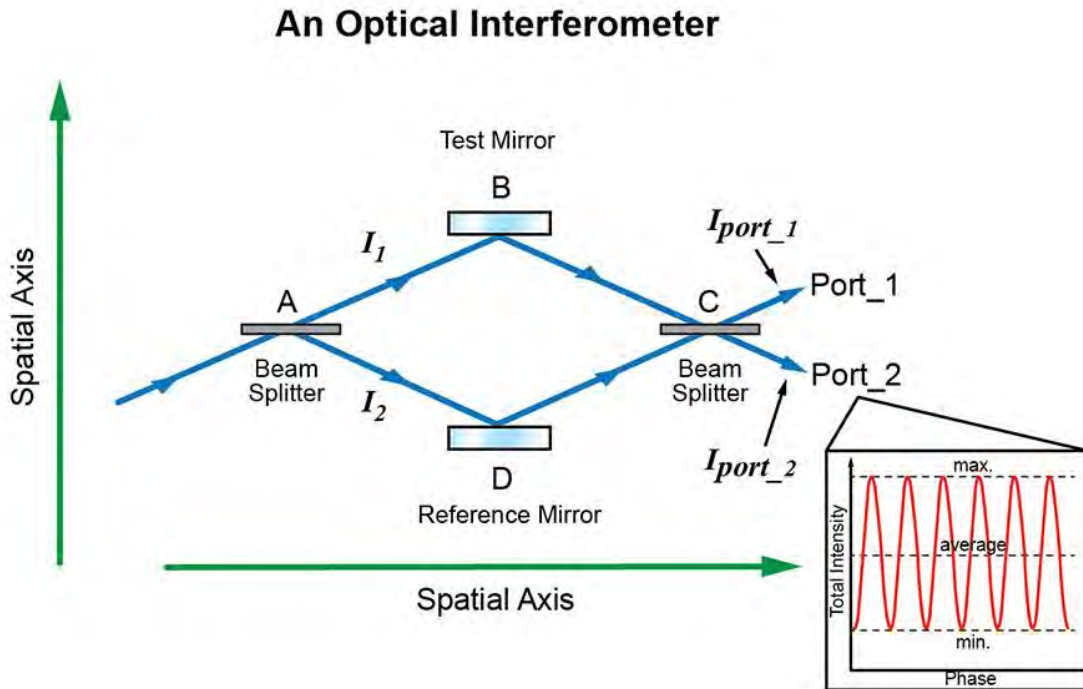 An Optical Interferometer
Spatial Axis
Test Mirror
B
I1
Iport_1
A
C
Port_1
Beam
Splitter
Beam
Splitter
Port_2
I2
Iport_2
D
Reference Mirror
Spatial Axis
Total Intensity
max.
average
min.
Phase